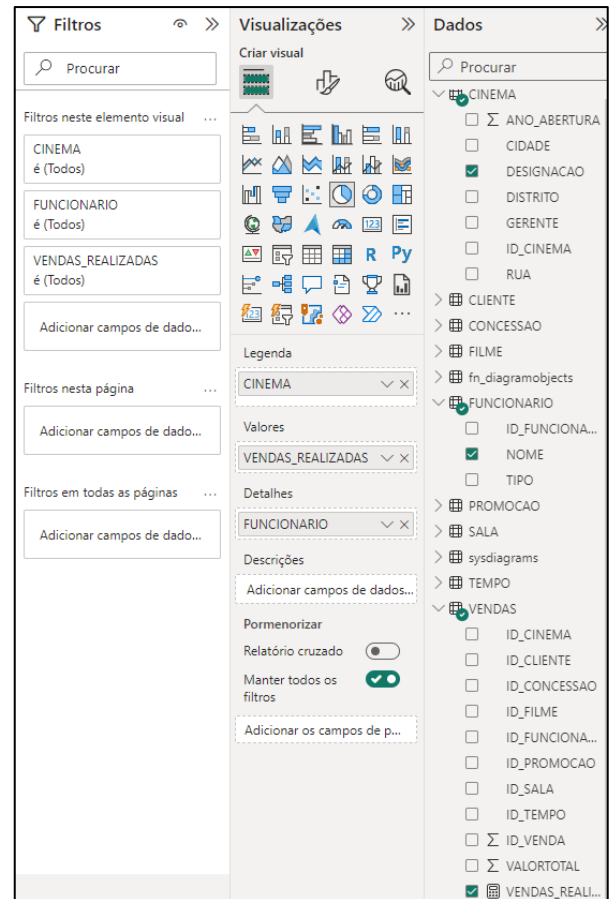 Filtros
Procurar
Filtros neste elemento visual ...
CINEMA
é (Todos)
FUNCIONARIO
é (Todos)
VENDAS_REALIZADAS
é (Todos)
Adicionar campos de dado...
Filtros nesta página ...
Adicionar campos de dado...
Filtros em todas as páginas ...
Adicionar campos de dado...
Visualizações
Criar visual
123
R Py
123
...
Legenda
CINEMA
Valores
VENDAS_REALIZADAS
Detalhes
FUNCIONARIO
Descrições
Adicionar campos de dados...
Pormenorizar
Relatório cruzado
Manter todos os
filtros
Adicionar os campos de p...
Dados
Procurar
CINEMA
∑ ANO_ABERTURA
CIDADE
DESIGNACAO
DISTRITO
GERENTE
ID_CINEMA
RUA
CLIENTE
CONCESSAO
FILME
fn_diagramobjects
FUNCIONARIO
ID_FUNCIONA...
NOME
TIPO
PROMOCAO
SALA
sysdiagrams
TEMPO
VENDAS
ID_CINEMA
ID_CLIENTE
ID_CONCESSAO
ID_FILME
ID_FUNCIONA...
ID_PROMOCAO
ID_SALA
ID_TEMPO
∑ ID_VENDA
∑ VALORTOTAL
VENDAS_REALI...